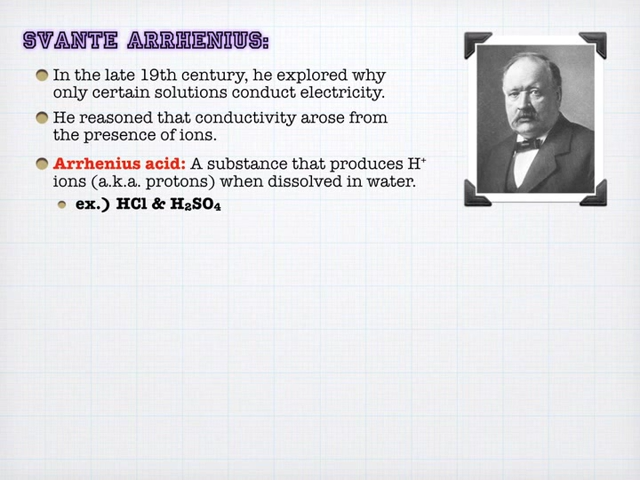 SVANTE ARRHENIUS:
In the late 19th century, he explored why
only certain solutions conduct electricity.
He reasoned that conductivity arose from
the presence of ions.
Arrhenius acid: A substance that produces H⁺
ions (a.k.a. protons) when dissolved in water.
ex.) HCl & H₂SO₄